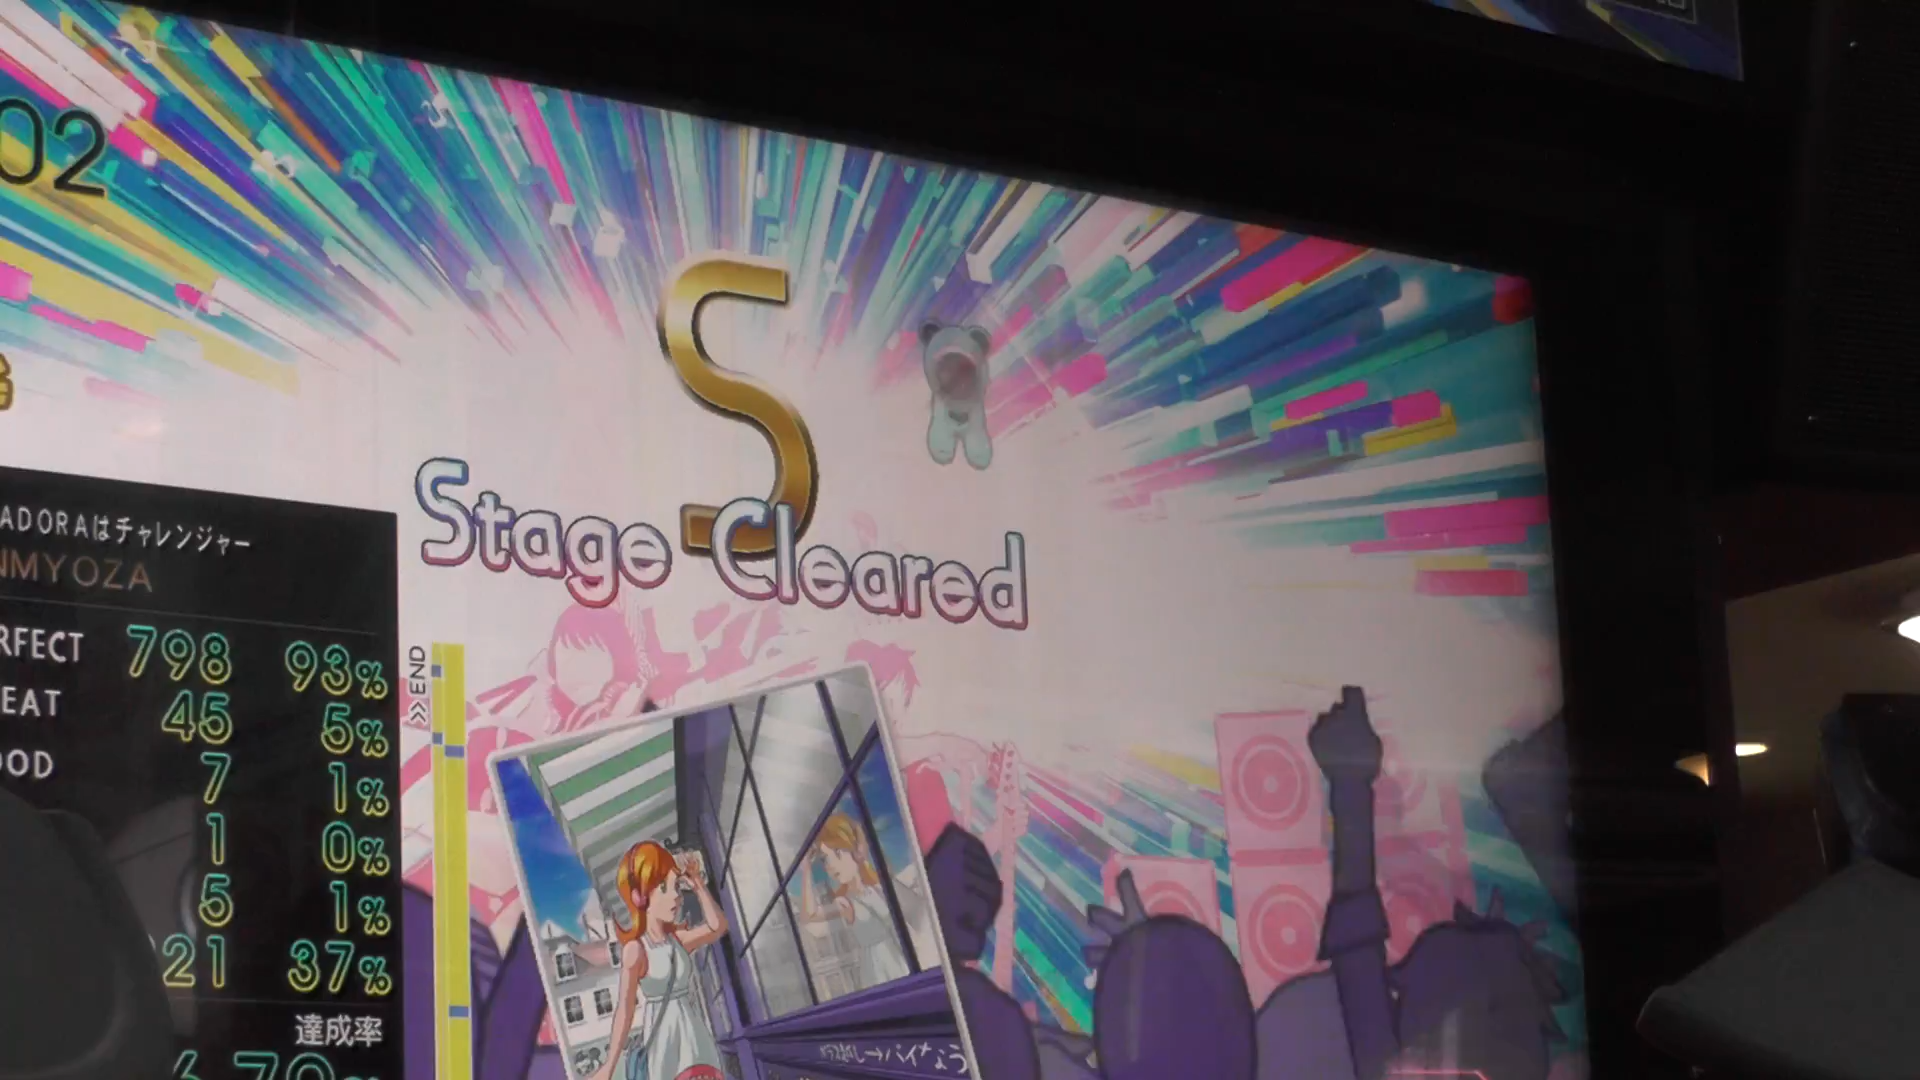 02
S
Stage Cleared
ADORAはチャレンジャー
NMYOZA
RFECT 798 93%
EAT 45 5%
OOD 7 1%
1 0%
5 1%
21 37%
>> END
達成率